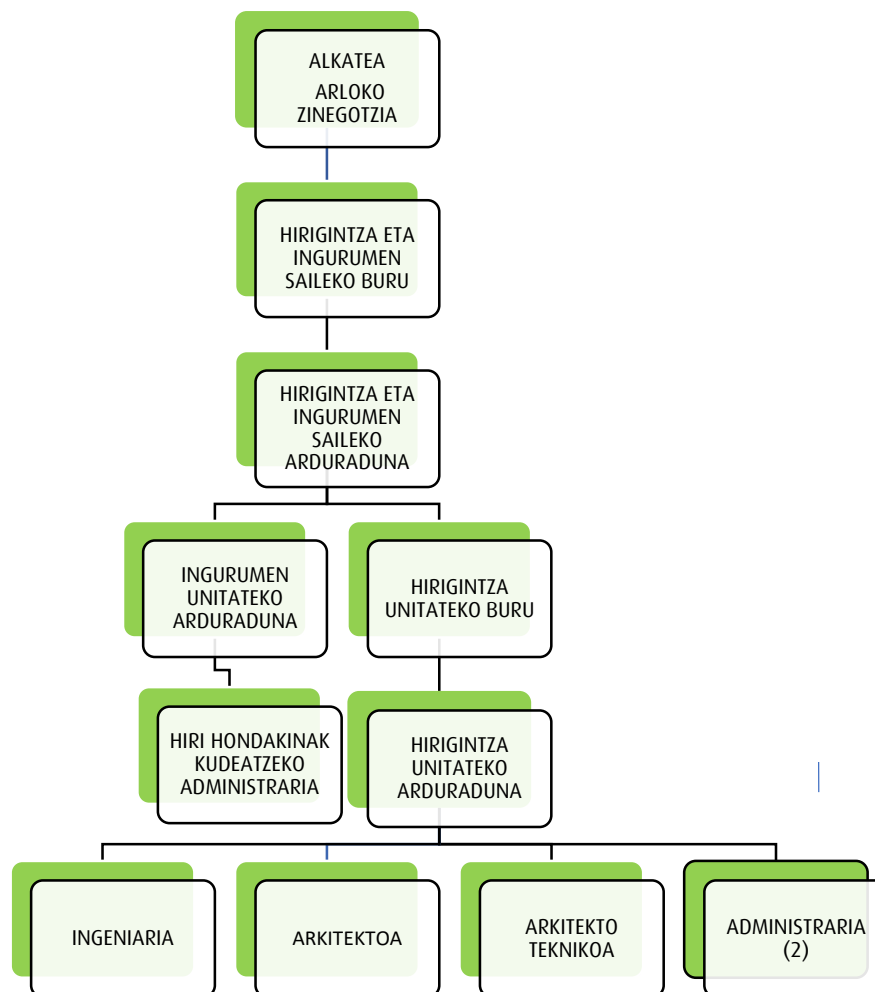 ALKATEA
ARLOKO
ZINEGOTZIA
HIRIGINTZA ETA
INGURUMEN
SAILEKO BURU
HIRIGINTZA ETA
INGURUMEN
SAILEKO
ARDURADUNA
INGURUMEN
UNITATEKO
ARDURADUNA
HIRIGINTZA
UNITATEKO BURU
HIRI HONDAKINAK
KUDEATZEKO
ADMINISTRARIA
HIRIGINTZA
UNITATEKO
ARDURADUNA
INGENIARIA
ARKITEKTOA
ARKITEKTO
TEKNIKOA
ADMINISTRARIA
(2)